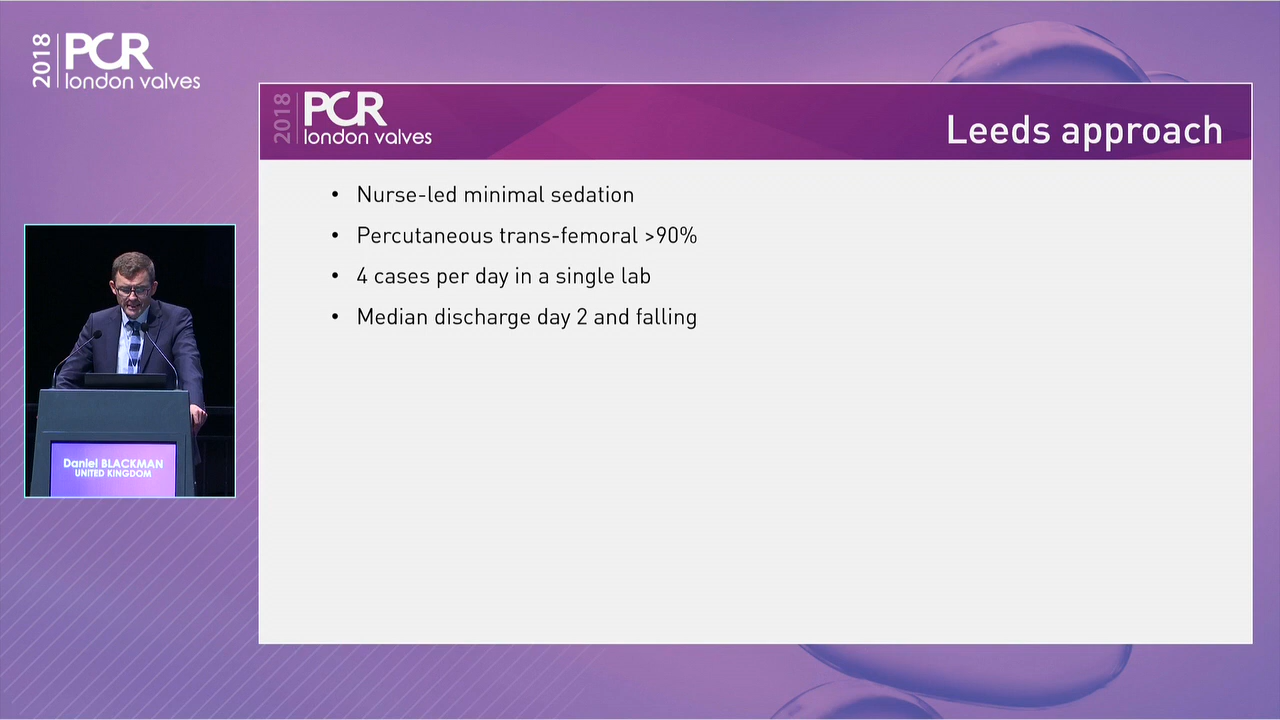 2018
PCR
london valves
2018
PCR
london valves
Leeds approach
• Nurse-led minimal sedation
• Percutaneous trans-femoral >90%
• 4 cases per day in a single lab
• Median discharge day 2 and falling
Daniel BLACKMAN
UNITED KINGDOM